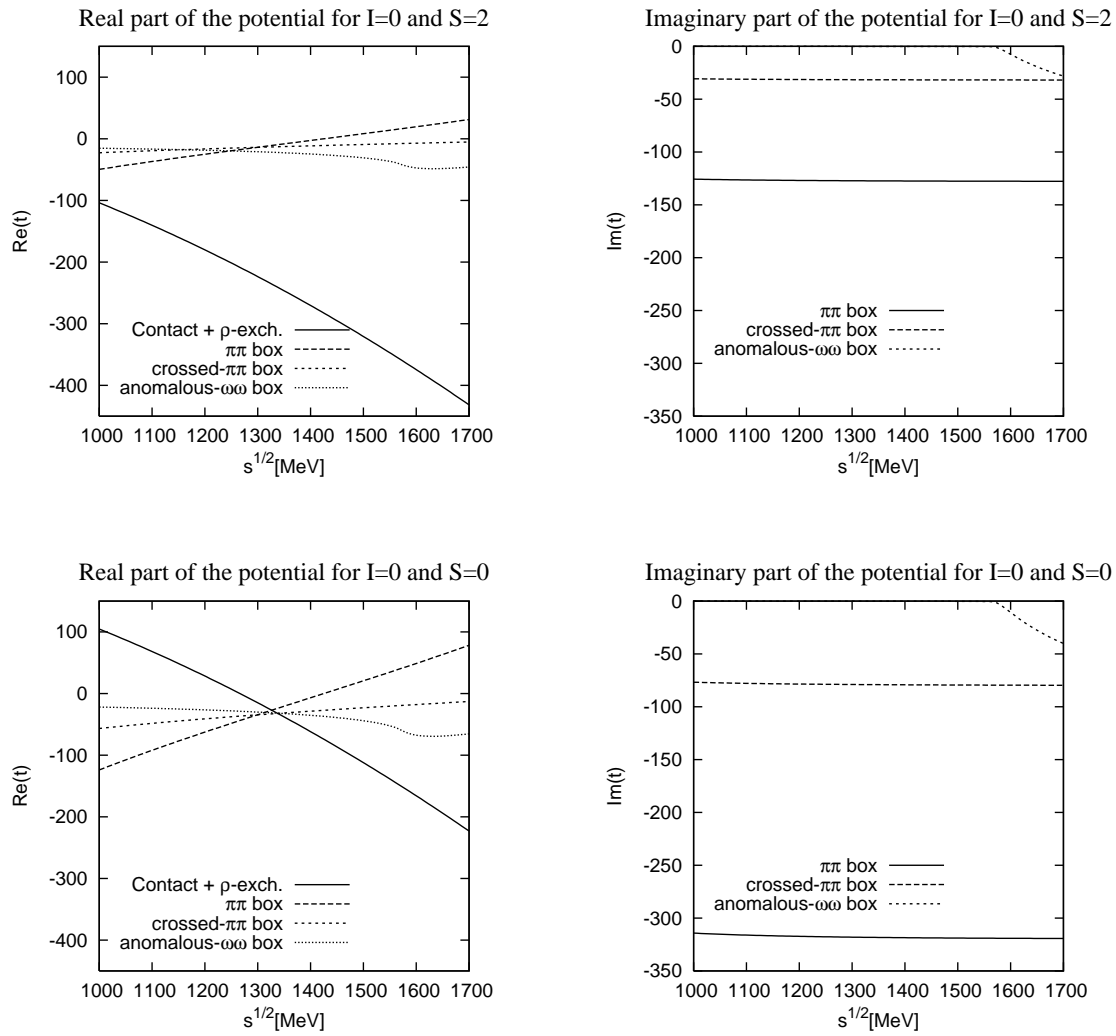 Real part of the potential for I=0 and S=2
100
0
-100
-200
-300
-400
Re(t)
Contact + ρ-exch.
ππ box
crossed-ππ box
anomalous-ωω box
1000 1100 1200 1300 1400 1500 1600 1700
s^{1/2}[MeV]
Imaginary part of the potential for I=0 and S=2
0
-50
-100
-150
-200
-250
-300
-350
Im(t)
ππ box
crossed-ππ box
anomalous-ωω box
1000 1100 1200 1300 1400 1500 1600 1700
s^{1/2}[MeV]
Real part of the potential for I=0 and S=0
100
0
-100
-200
-300
-400
Re(t)
Contact + ρ-exch.
ππ box
crossed-ππ box
anomalous-ωω box
1000 1100 1200 1300 1400 1500 1600 1700
s^{1/2}[MeV]
Imaginary part of the potential for I=0 and S=0
0
-50
-100
-150
-200
-250
-300
-350
Im(t)
ππ box
crossed-ππ box
anomalous-ωω box
1000 1100 1200 1300 1400 1500 1600 1700
s^{1/2}[MeV]